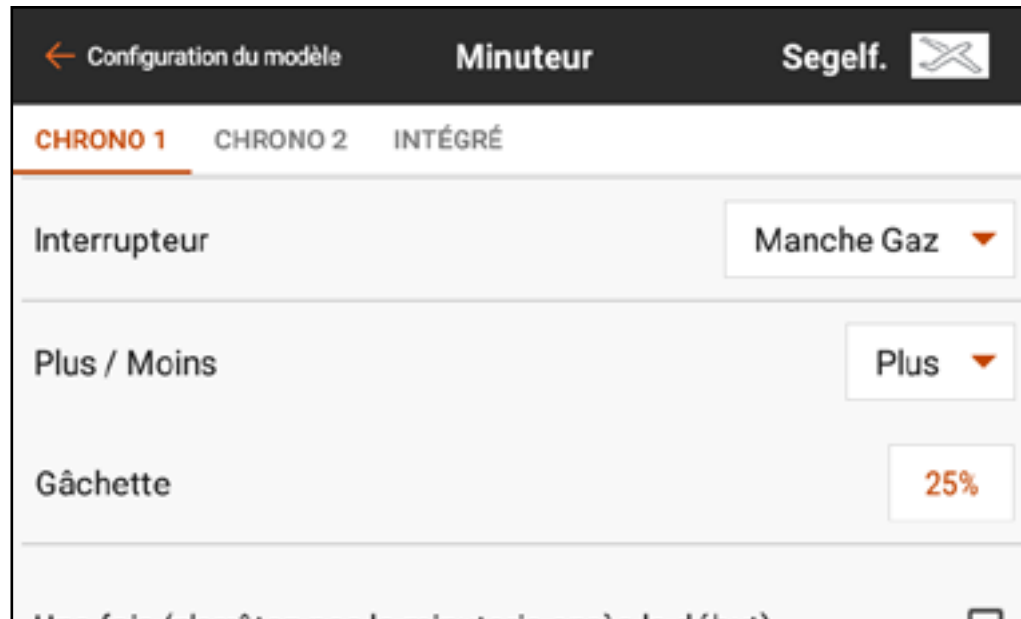 Configuration du modèle Minuteur Segelf.
CHRONO 1 CHRONO 2 INTÉGRÉ
Interrupteur Manche Gaz
Plus / Moins Plus
Gâchette 25%